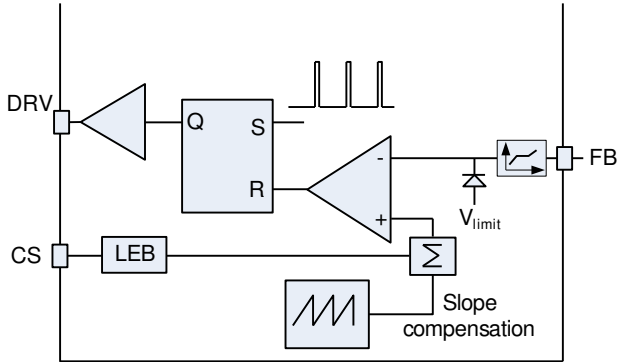 DRV
Q
S
R
-
+
FB
V_limit
CS
LEB
Σ
Slope
compensation